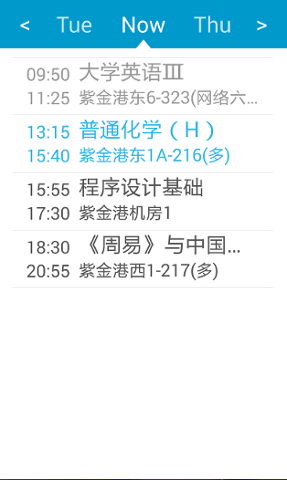 < Tue Now Thu >
09:50 大学英语Ⅲ
11:25 紫金港东6-323(网络六...
13:15 普通化学（H）
15:40 紫金港东1A-216(多)
15:55 程序设计基础
17:30 紫金港机房1
18:30 《周易》与中国...
20:55 紫金港西1-217(多)